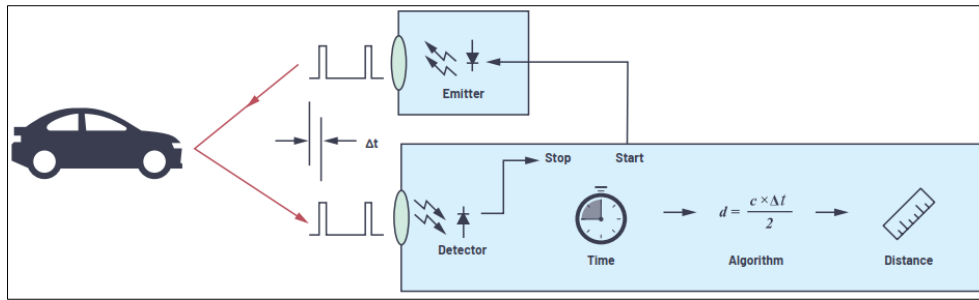 Emitter
Δt
Stop
Start
d = c × Δt / 2
Detector
Time
Algorithm
Distance